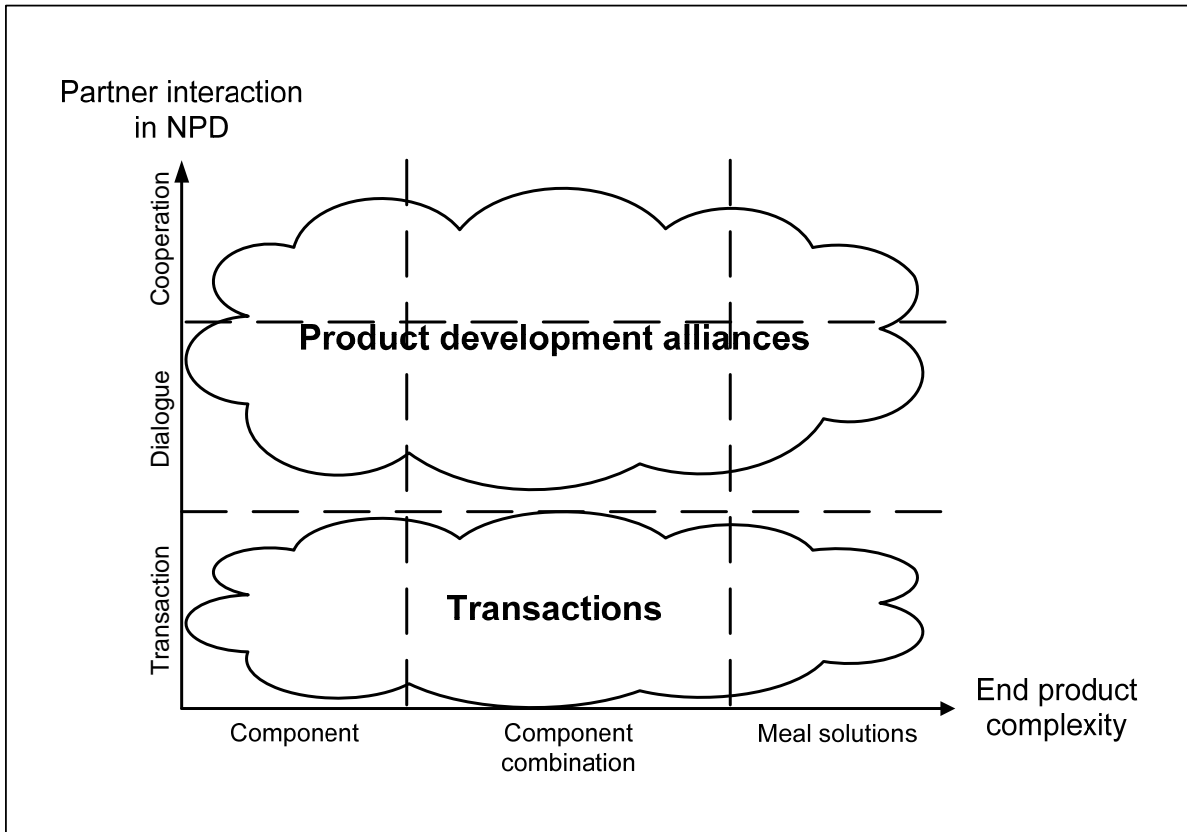 Partner interaction
in NPD
Cooperation
Dialogue
Transaction
Product development alliances
Transactions
Component
Component
combination
Meal solutions
End product
complexity